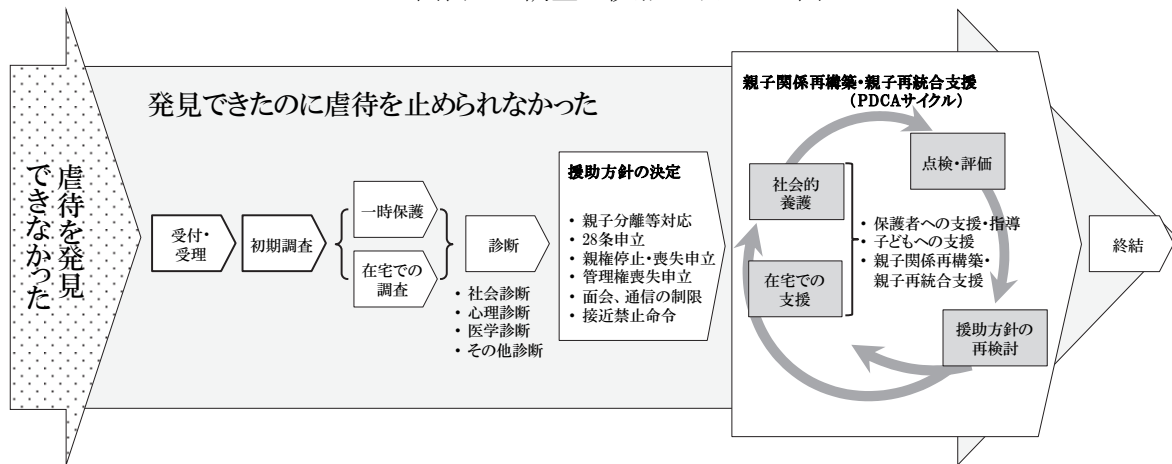 虐待を発見
できなかった
発見できたのに虐待を止められなかった
受付・
受理
初期調査
一時保護
在宅での
調査
診断
・社会診断
・心理診断
・医学診断
・その他診断
援助方針の決定
・親子分離等対応
・28条申立
・親権停止・喪失申立
・管理権喪失申立
・面会、通信の制限
・接近禁止命令
親子関係再構築・親子再統合支援
(PDCAサイクル)
社会的
養護
在宅での
支援
点検・評価
・保護者への支援・指導
・子どもへの支援
・親子関係再構築・
親子再統合支援
援助方針の
再検討
終結